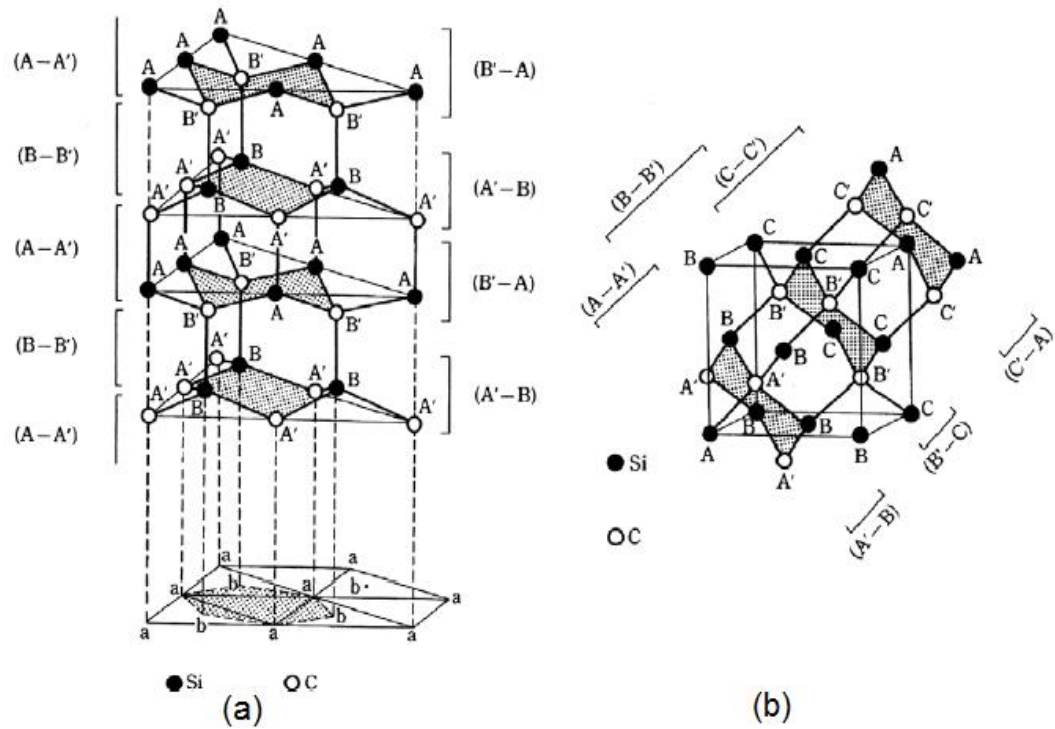 A
(A−A′) A A (B′−A)
B′
A A
B′ A B′
(B−B′) A′ B (A′−B)
A′ A′ B
A′ B A′ A′
(A−A′) A (B′−A)
A B′ A
A A A
B′ B′
(B−B′) A′ B (A′−B)
A′ A′ B
A′ B A′ A′
(A−A′)
a a
a b a b a
a b a b a
Si C
(a)
(B−B′) (C−C′) A
C′ C′
C A
B C C A
(A−A′) B′ B′ C′
B C C
B (C′−A)
A′ A′ B′
B B C
A B (B′−C)
Si A′
C (A′−B)
(b)